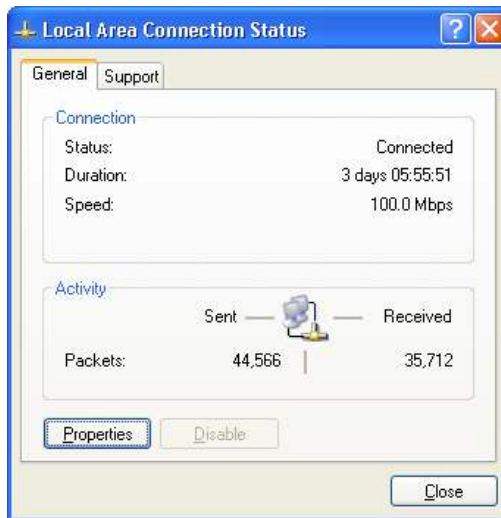 Local Area Connection Status
General Support
Connection
Status: Connected
Duration: 3 days 05:55:51
Speed: 100.0 Mbps
Activity
Sent Received
Packets: 44,566 35,712
Properties Disable
Close